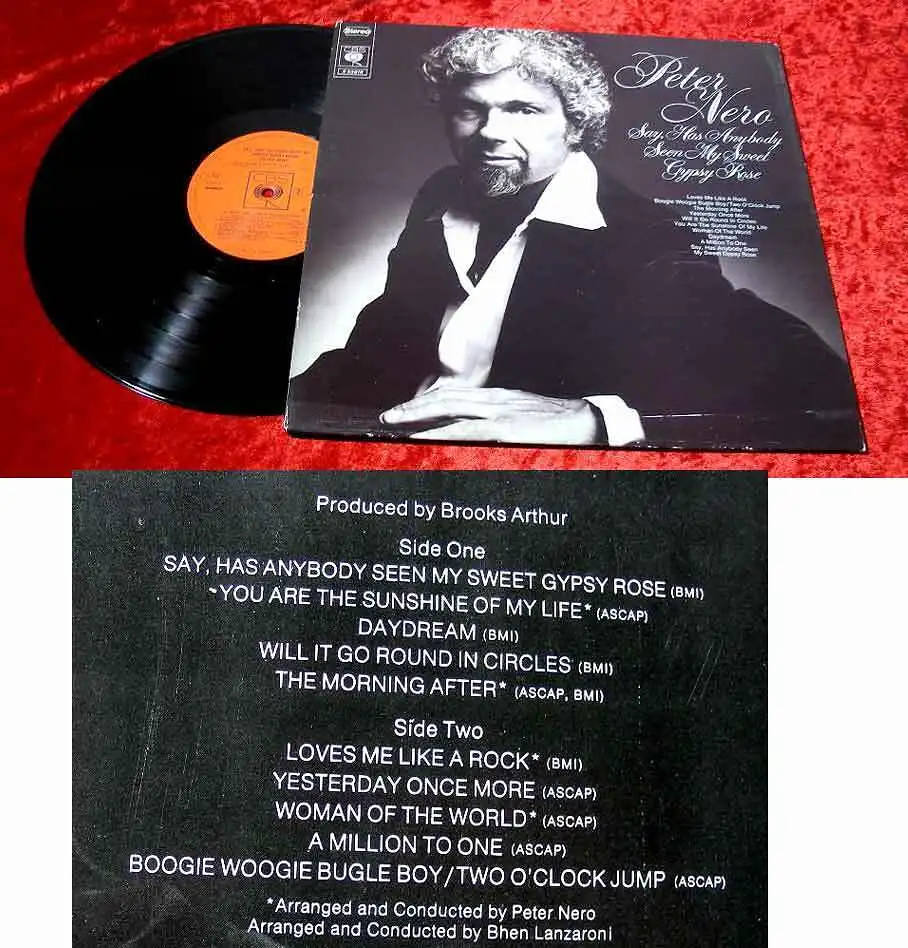 Stereo
CBS
CBS
Peter
Nero
Say, Has Anybody
Seen My Sweet
Gypsy Rose
Loves Me Like A Rock
Boogie Woogie Bugle Boy/Two O'Clock Jump
The Morning After
Yesterday Once More
Will It Go Round In Circles
You Are The Sunshine Of My Life
Woman Of The World
Daydream
A Million To One
Say, Has Anybody Seen
My Sweet Gypsy Rose
Produced by Brooks Arthur
Side One
SAY, HAS ANYBODY SEEN MY SWEET GYPSY ROSE (BMI)
YOU ARE THE SUNSHINE OF MY LIFE* (ASCAP)
DAYDREAM (BMI)
WILL IT GO ROUND IN CIRCLES (BMI)
THE MORNING AFTER* (ASCAP, BMI)
Side Two
LOVES ME LIKE A ROCK* (BMI)
YESTERDAY ONCE MORE (ASCAP)
WOMAN OF THE WORLD* (ASCAP)
A MILLION TO ONE (ASCAP)
BOOGIE WOOGIE BUGLE BOY/TWO O'CLOCK JUMP (ASCAP)
*Arranged and Conducted by Peter Nero
Arranged and Conducted by Bhen Lanzaroni